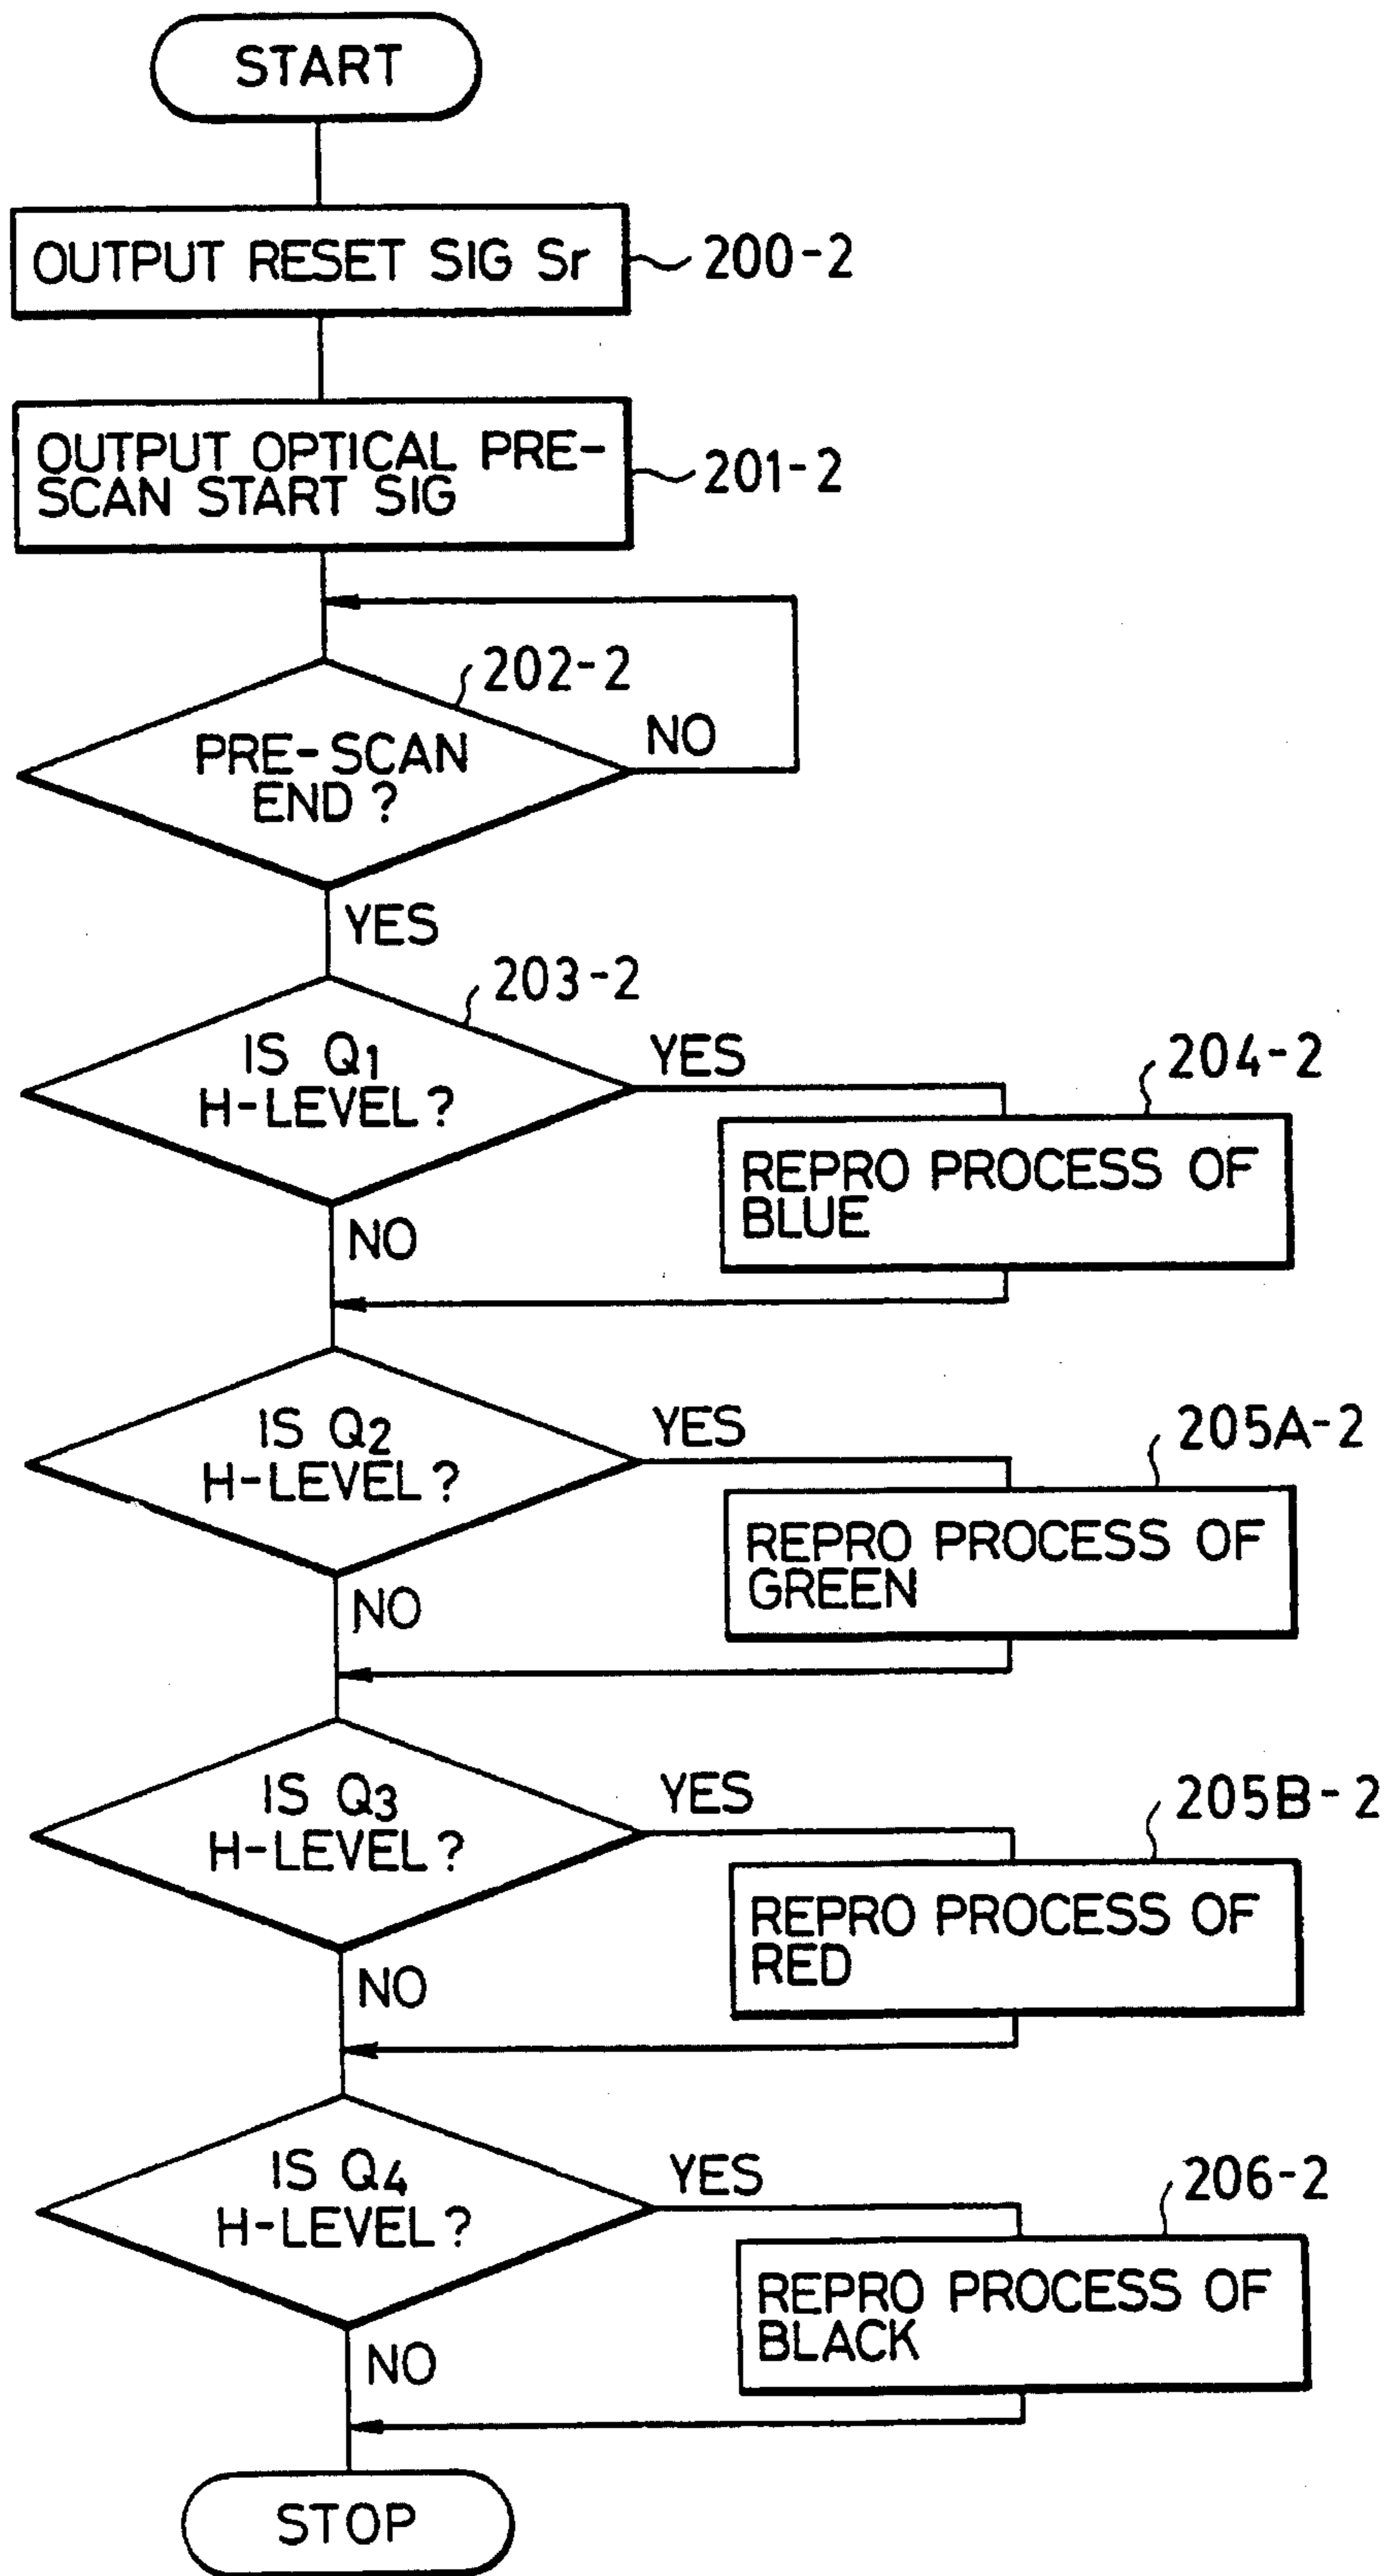 START
OUTPUT RESET SIG Sr
200-2
OUTPUT OPTICAL PRE-
SCAN START SIG
201-2
202-2
PRE-SCAN
END?
NO
YES
203-2
IS Q1
H-LEVEL?
YES
204-2
REPRO PROCESS OF
BLUE
NO
IS Q2
H-LEVEL?
YES
205A-2
REPRO PROCESS OF
GREEN
NO
IS Q3
H-LEVEL?
YES
205B-2
REPRO PROCESS OF
RED
NO
IS Q4
H-LEVEL?
YES
206-2
REPRO PROCESS OF
BLACK
NO
STOP